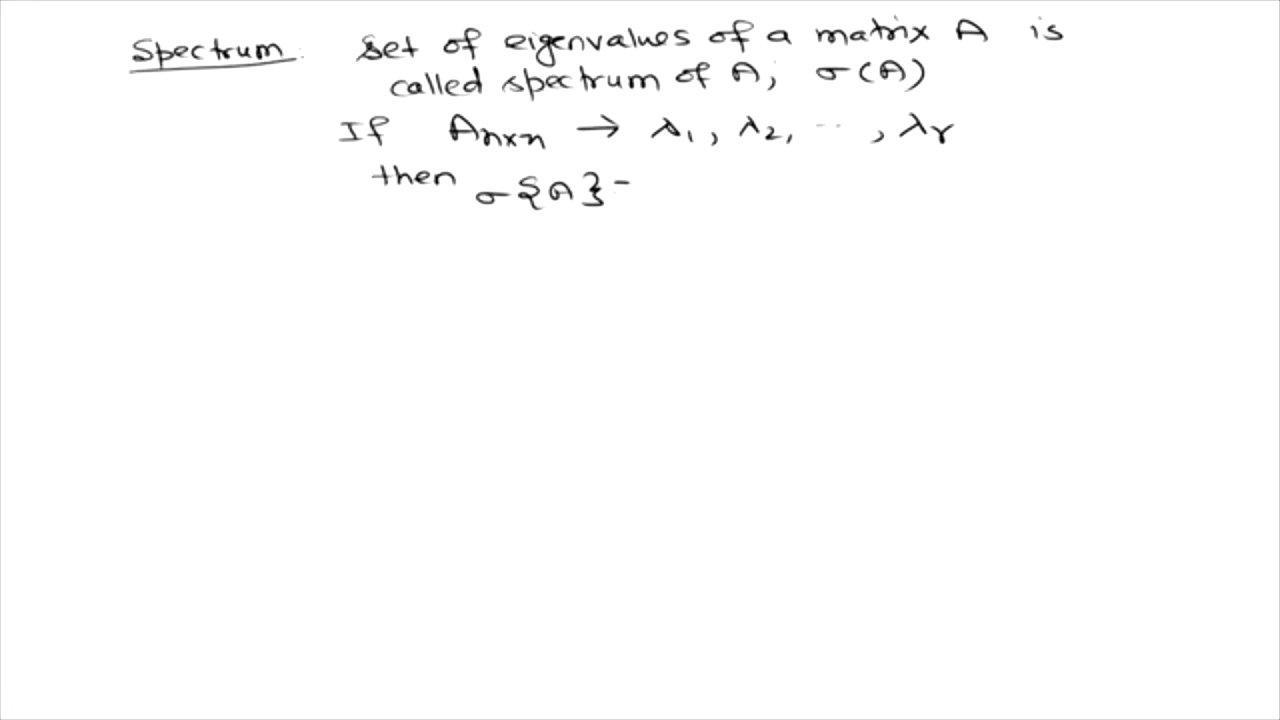 Spectrum. Set of eigenvalues of a matrix A is
called spectrum of A, σ(A)
If Aₙₓₙ → λ₁, λ₂, ..., λᵣ
then σ{A} =